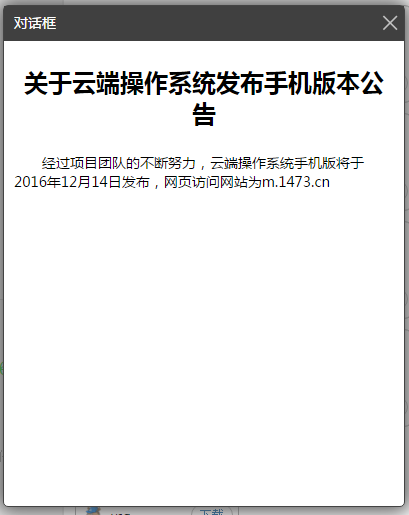 对话框
关于云端操作系统发布手机版本公
告
经过项目团队的不断努力，云端操作系统手机版将于
2016年12月14日发布，网页访问网站为m.1473.cn
下载